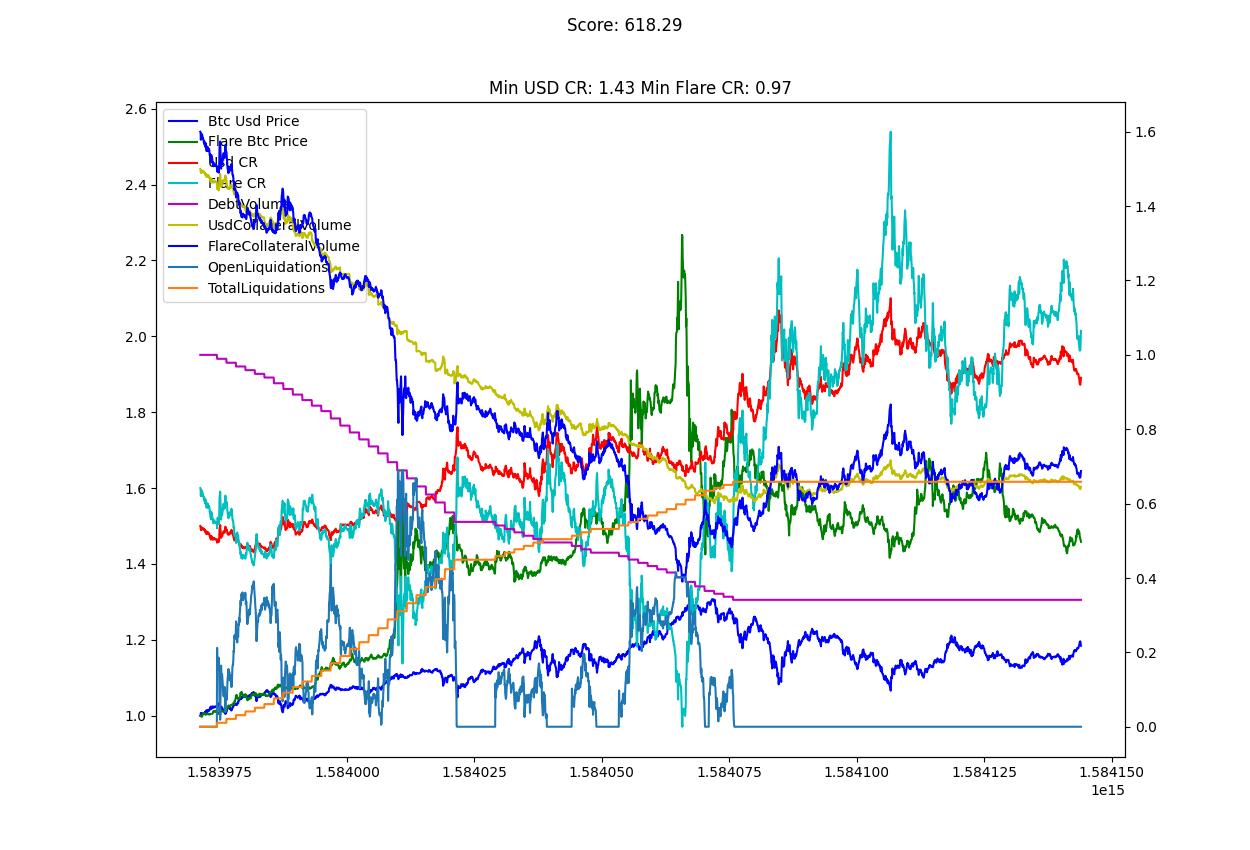 Score: 618.29
Min USD CR: 1.43 Min Flare CR: 0.97
Btc Usd Price
Flare Btc Price
Usd CR
Flare CR
DebtVolume
UsdCollateralVolume
FlareCollateralVolume
OpenLiquidations
TotalLiquidations
2.6
2.4
2.2
2.0
1.8
1.6
1.4
1.2
1.0
1.6
1.4
1.2
1.0
0.8
0.6
0.4
0.2
0.0
1.583975 1.584000 1.584025 1.584050 1.584075 1.584100 1.584125 1.584150
1e15